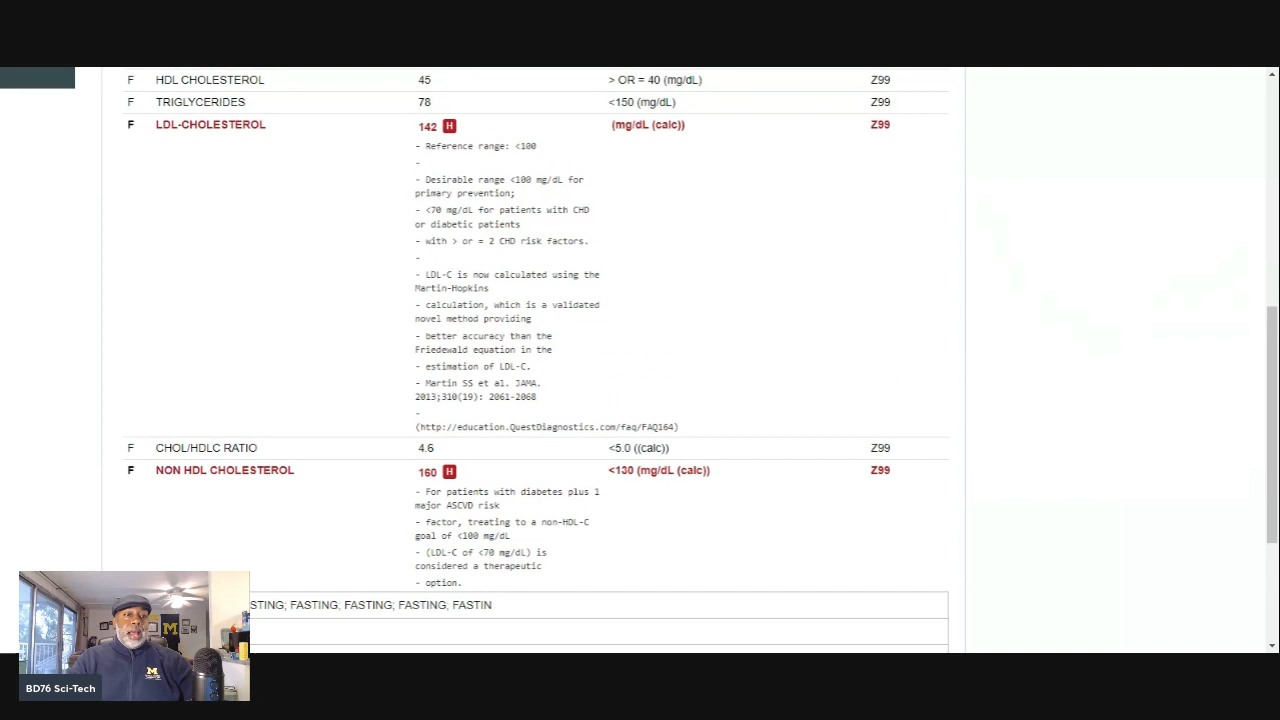 F HDL CHOLESTEROL 45 > OR = 40 (mg/dL) Z99
F TRIGLYCERIDES 78 <150 (mg/dL) Z99
F LDL-CHOLESTEROL 142 H (mg/dL (calc)) Z99
- Reference range: <100
-
- Desirable range <100 mg/dL for
primary prevention;
- <70 mg/dL for patients with CHD
or diabetic patients
- with > or = 2 CHD risk factors.
-
- LDL-C is now calculated using the
Martin-Hopkins
- calculation, which is a validated
novel method providing
- better accuracy than the
Friedewald equation in the
- estimation of LDL-C.
- Martin SS et al. JAMA.
2013;310(19): 2061-2068
-
(http://education.QuestDiagnostics.com/faq/FAQ164)
F CHOL/HDLC RATIO 4.6 <5.0 ((calc)) Z99
F NON HDL CHOLESTEROL 160 H <130 (mg/dL (calc)) Z99
- For patients with diabetes plus 1
major ASCVD risk
- factor, treating to a non-HDL-C
goal of <100 mg/dL
- (LDL-C of <70 mg/dL) is
considered a therapeutic
- option.
STING; FASTING, FASTING; FASTING, FASTIN
M
M
BD76 Sci-Tech